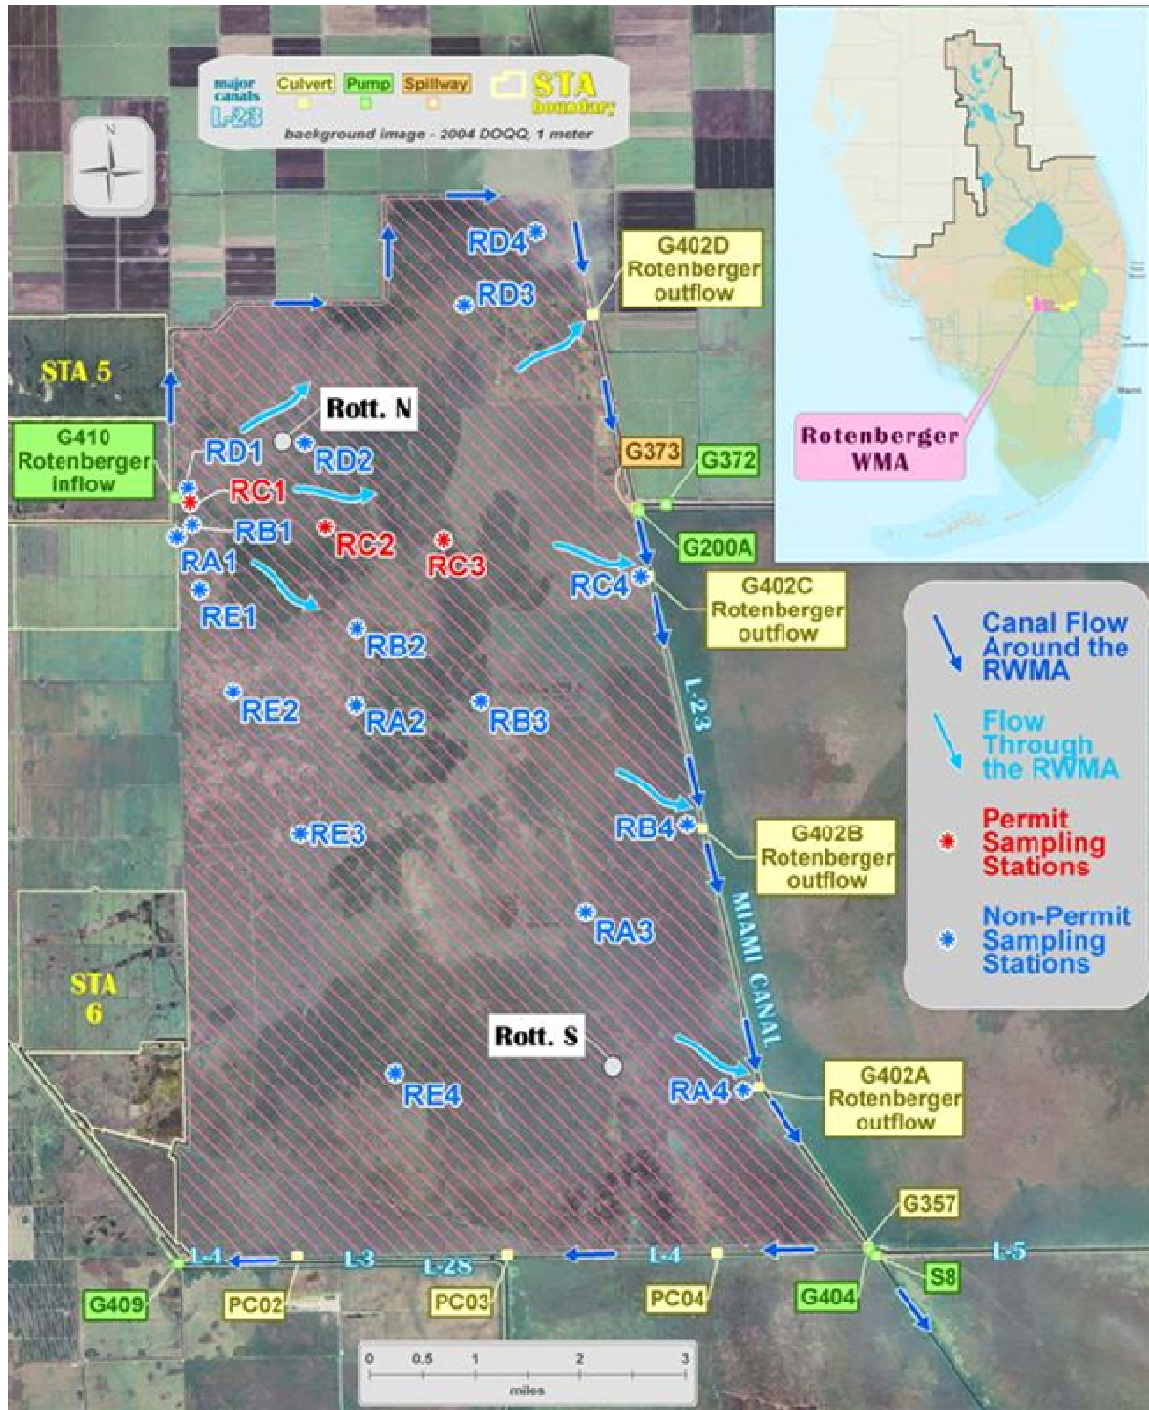 major
canals
L-23
Culvert
Pump
Spillway
STA
boundary
background image - 2004 DOQQ, 1 meter
N
RD4
G402D
Rotenberger
outflow
RD3
STA 5
Rott. N
G410
Rotenberger
inflow
RD1
RD2
RC1
G373
G372
RB1
RC2
RC3
G200A
RA1
RC4
G402C
Rotenberger
outflow
RE1
RB2
L-23
RE2
RA2
RB3
RE3
RB4
G402B
Rotenberger
outflow
RA3
MIAMI CANAL
STA
6
Rott. S
RE4
RA4
G402A
Rotenberger
outflow
G357
L-4
L-3
L-28
L-4
L-5
G409
PC02
PC03
PC04
G404
S8
0
0.5
1
2
3
miles
Miami
Rotenberger
WMA
Canal Flow
Around the
RWMA
Flow
Through
the RWMA
Permit
Sampling
Stations
Non-Permit
Sampling
Stations